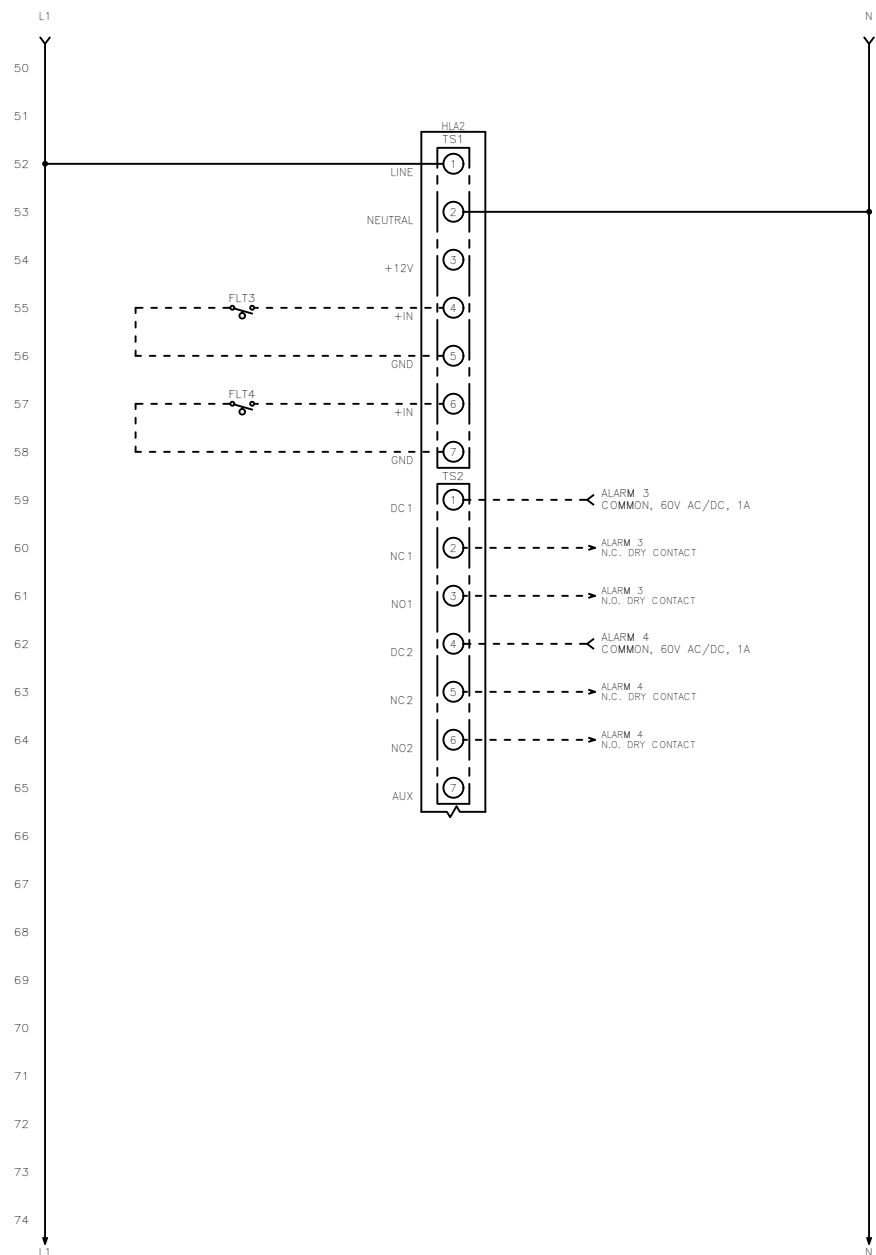 L1 N
50
51
HLA2
TS1
52 LINE 1
53 NEUTRAL 2
54 +12V 3
FLT3
55 +IN 4
56 GND 5
FLT4
57 +IN 6
58 GND 7
TS2
59 DC1 1 ALARM 3
COMMON, 60V AC/DC, 1A
60 NC1 2 ALARM 3
N.C. DRY CONTACT
61 NO1 3 ALARM 3
N.O. DRY CONTACT
62 DC2 4 ALARM 4
COMMON, 60V AC/DC, 1A
63 NC2 5 ALARM 4
N.C. DRY CONTACT
64 NO2 6 ALARM 4
N.O. DRY CONTACT
65 AUX 7
66
67
68
69
70
71
72
73
74
L1 N